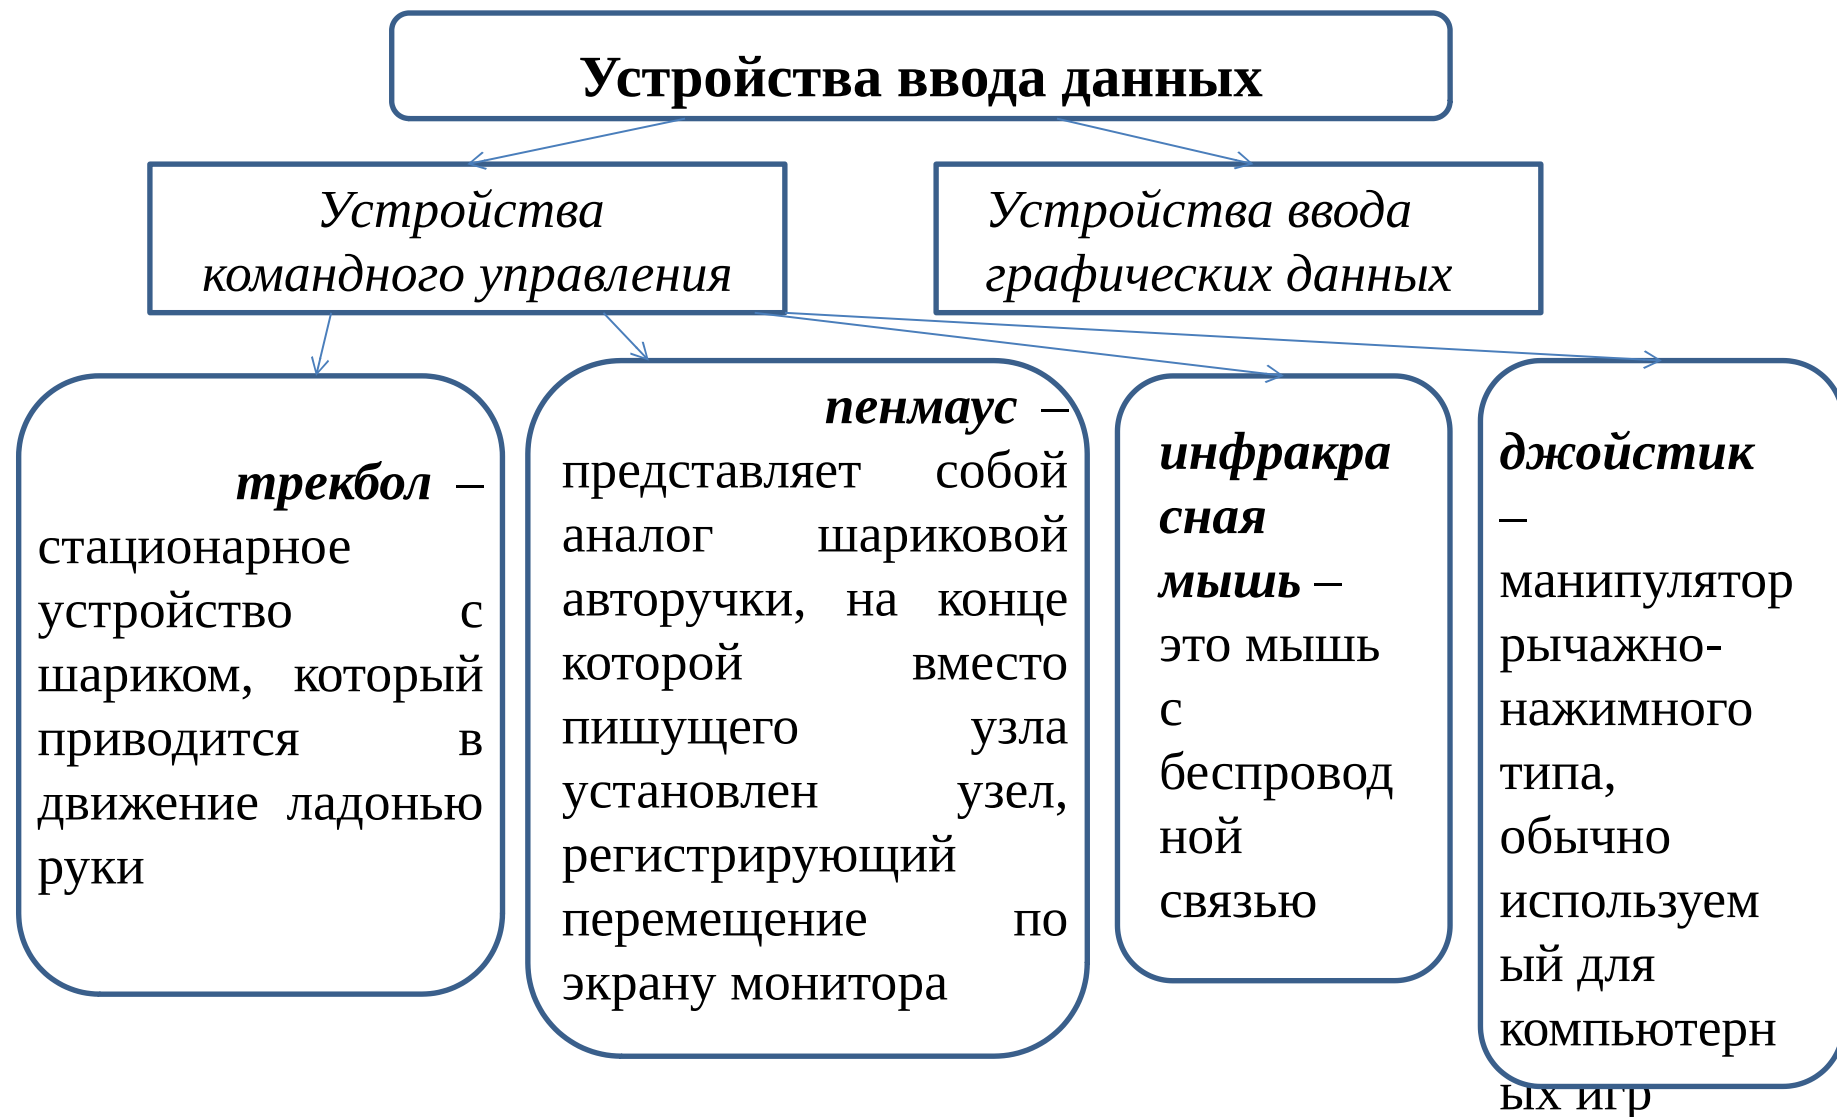 Устройства ввода данных
Устройства
командного управления
Устройства ввода
графических данных
трекбол –
стационарное
устройство с
шариком, который
приводится в
движение ладонью
руки
пенмаус –
представляет собой
аналог шариковой
авторучки, на конце
которой вместо
пишущего узла
установлен узел,
регистрирующий
перемещение по
экрану монитора
инфракра
сная
мышь –
это мышь
с
беспровод
ной
связью
джойстик
–
манипулятор
рычажно-
нажимного
типа,
обычно
используем
ый для
компьютерн
ых игр